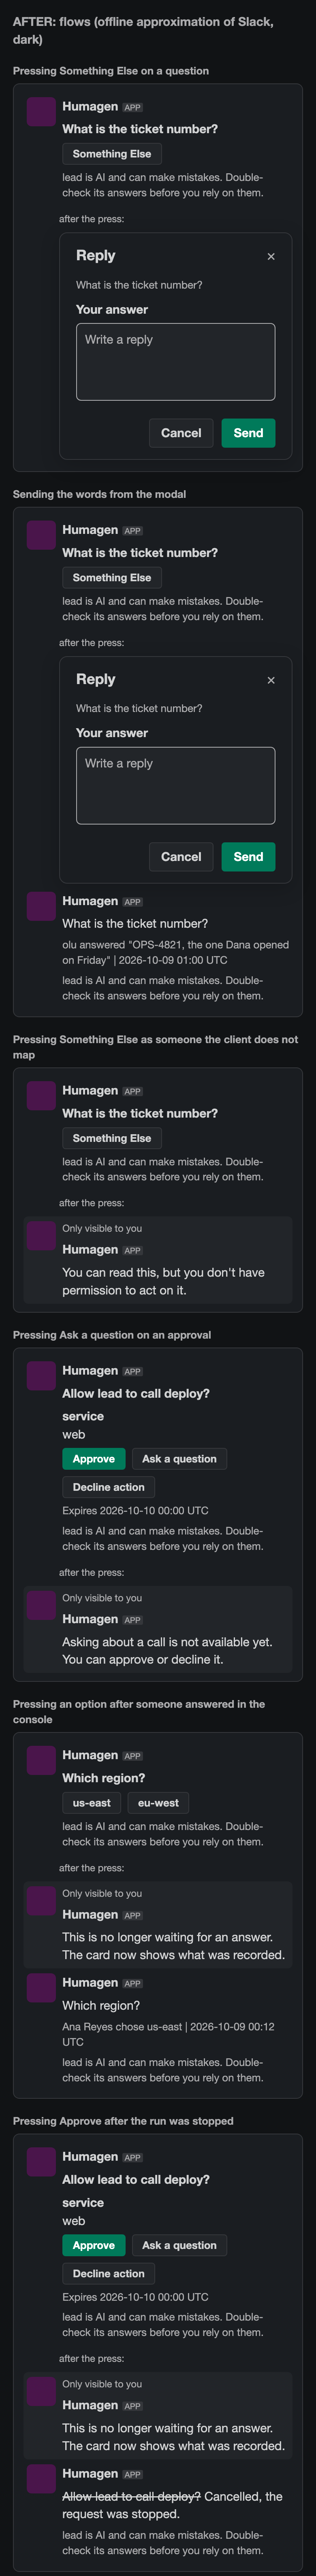 AFTER: flows (offline approximation of Slack,
dark)
Pressing Something Else on a question
Humagen APP
What is the ticket number?
Something Else
lead is AI and can make mistakes. Double-
check its answers before you rely on them.
after the press:
Reply ×
What is the ticket number?
Your answer
Write a reply
Cancel Send
Sending the words from the modal
Humagen APP
What is the ticket number?
Something Else
lead is AI and can make mistakes. Double-
check its answers before you rely on them.
after the press:
Reply ×
What is the ticket number?
Your answer
Write a reply
Cancel Send
Humagen APP
What is the ticket number?
olu answered "OPS-4821, the one Dana opened
on Friday" | 2026-10-09 01:00 UTC
lead is AI and can make mistakes. Double-
check its answers before you rely on them.
Pressing Something Else as someone the client does not
map
Humagen APP
What is the ticket number?
Something Else
lead is AI and can make mistakes. Double-
check its answers before you rely on them.
after the press:
Only visible to you
Humagen APP
You can read this, but you don't have
permission to act on it.
Pressing Ask a question on an approval
Humagen APP
Allow lead to call deploy?
service
web
Approve Ask a question
Decline action
Expires 2026-10-10 00:00 UTC
lead is AI and can make mistakes. Double-
check its answers before you rely on them.
after the press:
Only visible to you
Humagen APP
Asking about a call is not available yet.
You can approve or decline it.
Pressing an option after someone answered in the
console
Humagen APP
Which region?
us-east eu-west
lead is AI and can make mistakes. Double-
check its answers before you rely on them.
after the press:
Only visible to you
Humagen APP
This is no longer waiting for an answer.
The card now shows what was recorded.
Humagen APP
Which region?
Ana Reyes chose us-east | 2026-10-09 00:12
UTC
lead is AI and can make mistakes. Double-
check its answers before you rely on them.
Pressing Approve after the run was stopped
Humagen APP
Allow lead to call deploy?
service
web
Approve Ask a question
Decline action
Expires 2026-10-10 00:00 UTC
lead is AI and can make mistakes. Double-
check its answers before you rely on them.
after the press:
Only visible to you
Humagen APP
This is no longer waiting for an answer.
The card now shows what was recorded.
Humagen APP
Allow lead to call deploy? Cancelled, the
request was stopped.
lead is AI and can make mistakes. Double-
check its answers before you rely on them.